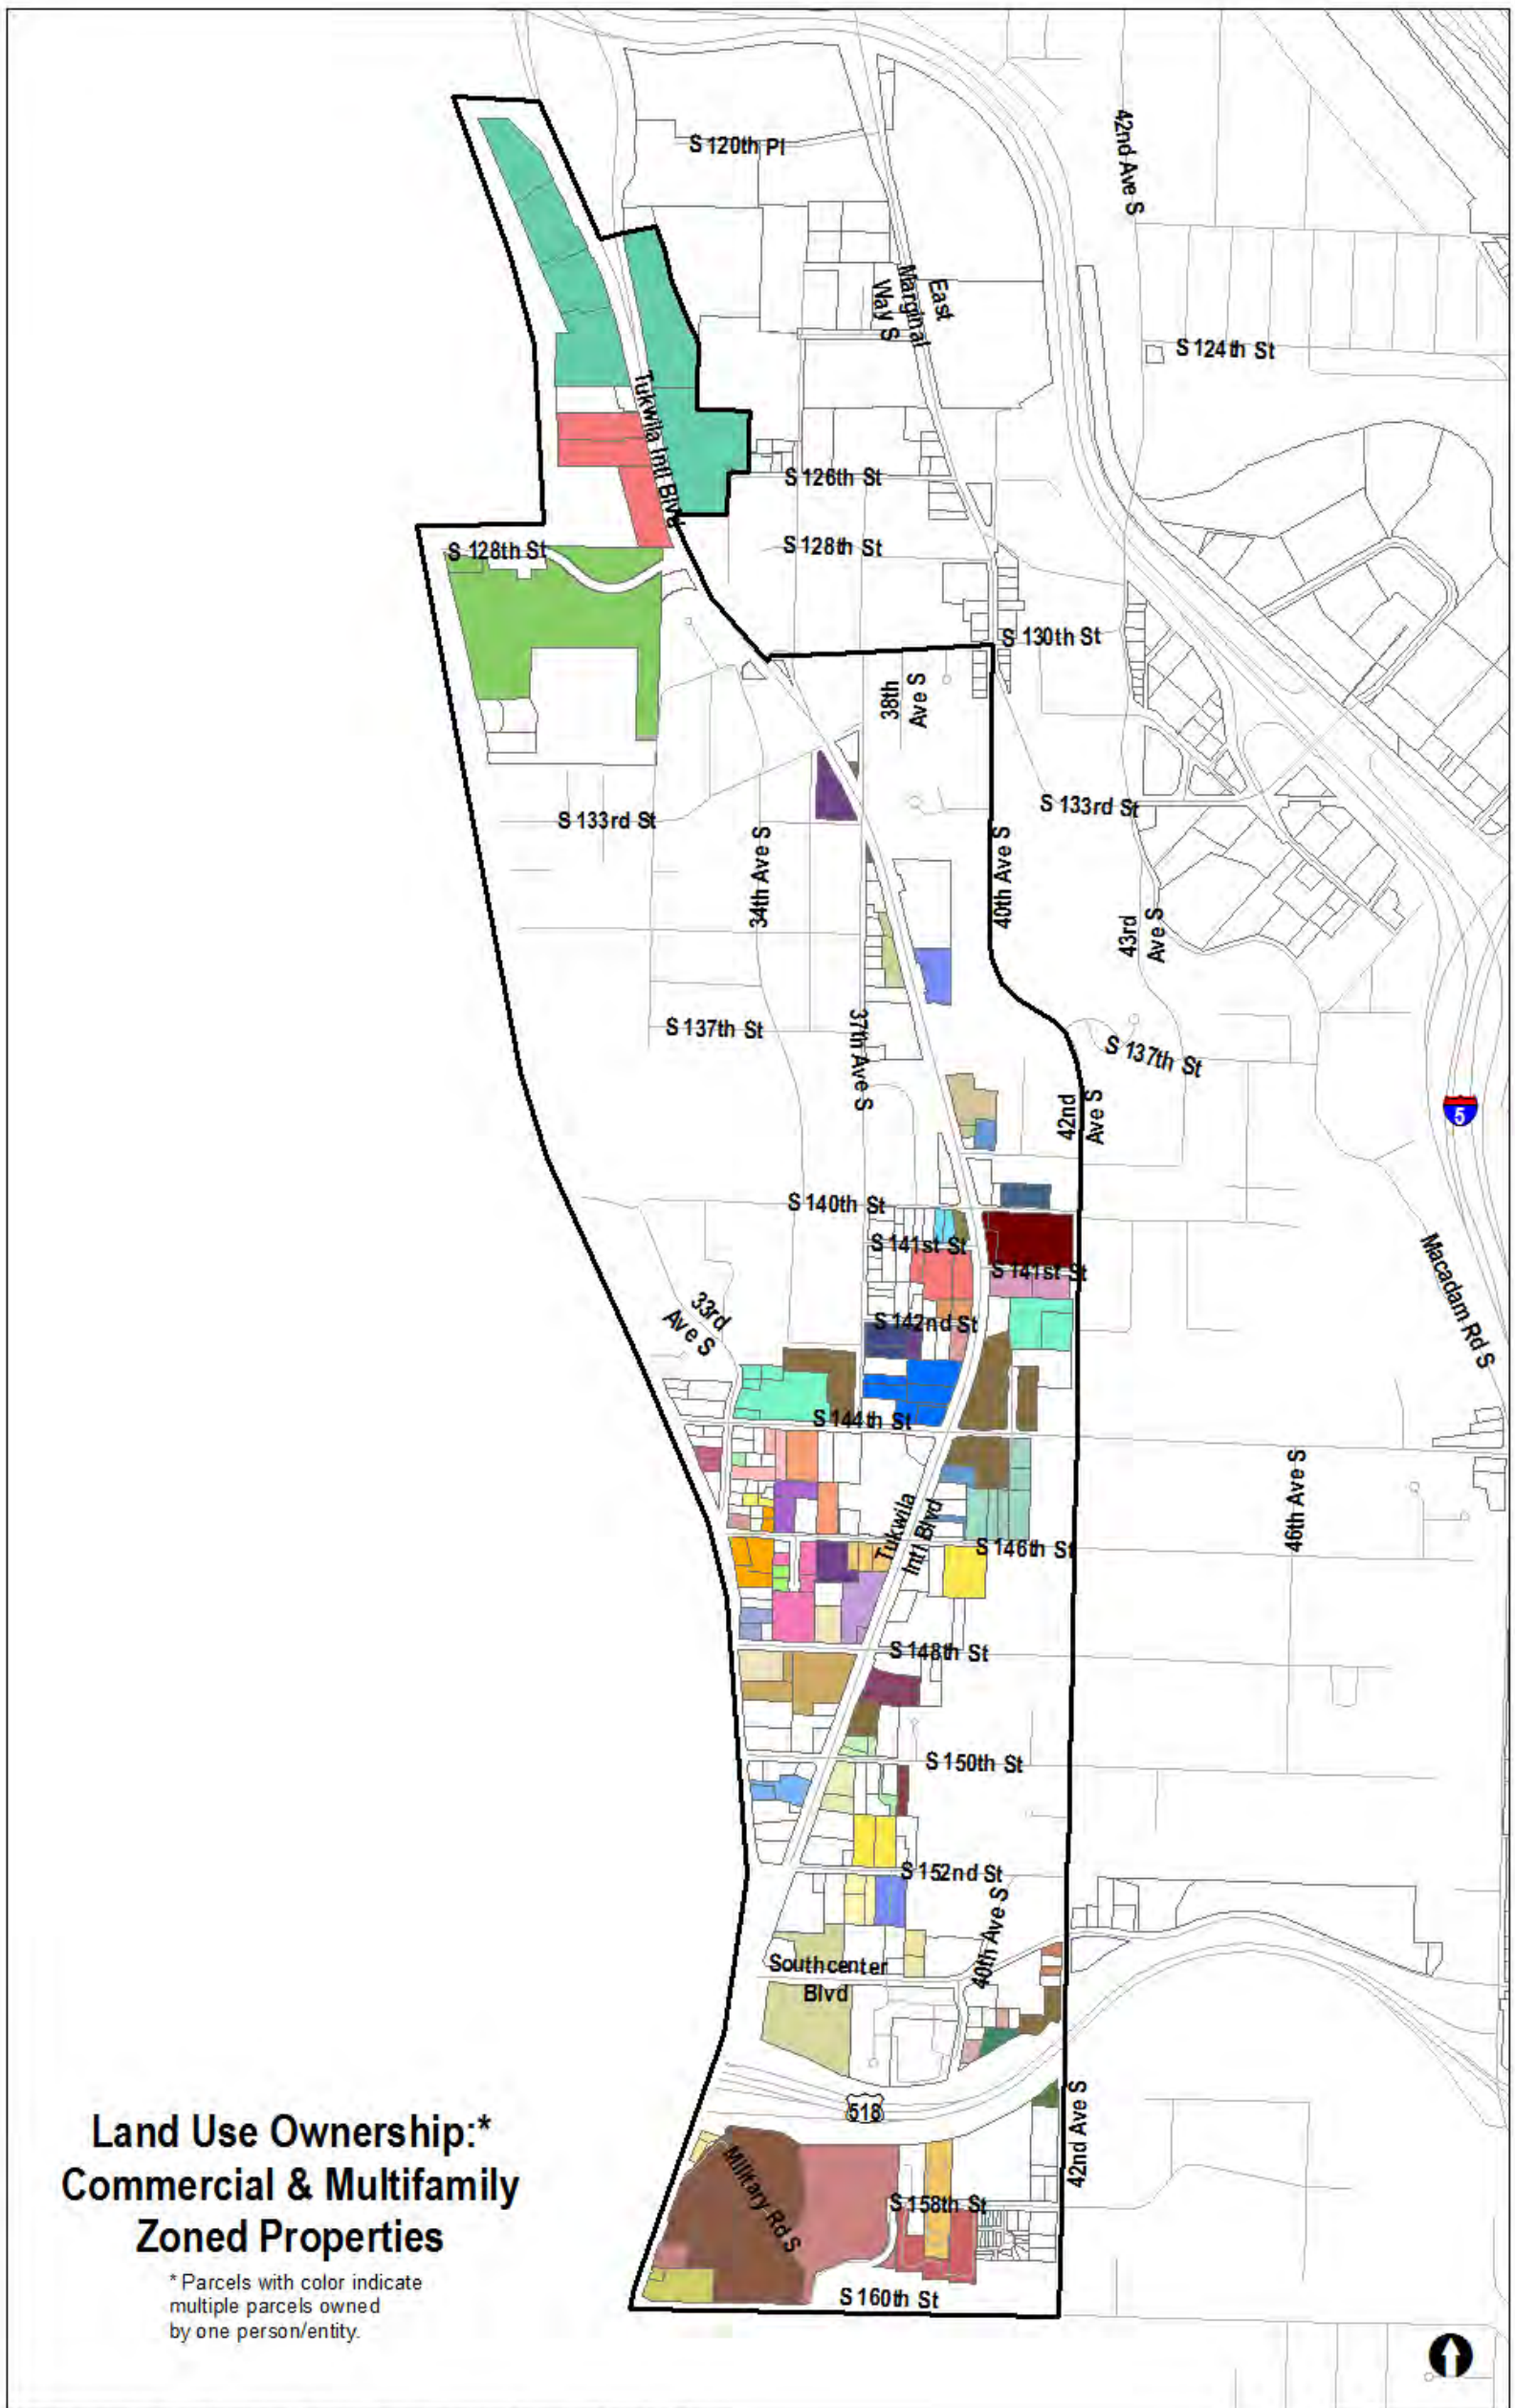 S 120th Pl
42nd Ave S
East
Marginal
Way S
S 124th St
Tukwila Intl Blvd
S 126th St
S 128th St
S 128th St
S 130th St
38th
Ave S
S 133rd St
S 133rd St
34th Ave S
40th Ave S
43rd
Ave S
S 137th St
37th Ave S
S 137th St
42nd
Ave S
5
S 140th St
S 141st St
S 141st St
Macadam Rd S
33rd
Ave S
S 142nd St
S 144th St
46th Ave S
Tukwila
Intl Blvd
S 146th St
S 148th St
S 150th St
S 152nd St
40th Ave S
Southcenter
Blvd
518
42nd Ave S
Military Rd S
S 158th St
S 160th St
Land Use Ownership:*
Commercial & Multifamily
Zoned Properties
* Parcels with color indicate
multiple parcels owned
by one person/entity.